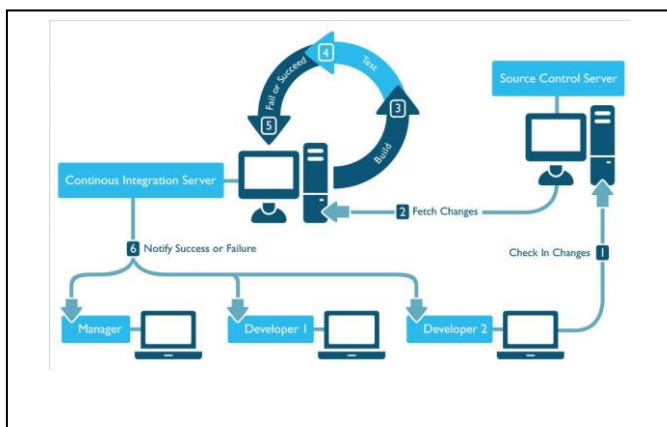 4
Test
Fail or Succeed
5
3
Build
Source Control Server
Continous Integration Server
2 Fetch Changes
6 Notify Success or Failure
Check In Changes 1
Manager
Developer 1
Developer 2